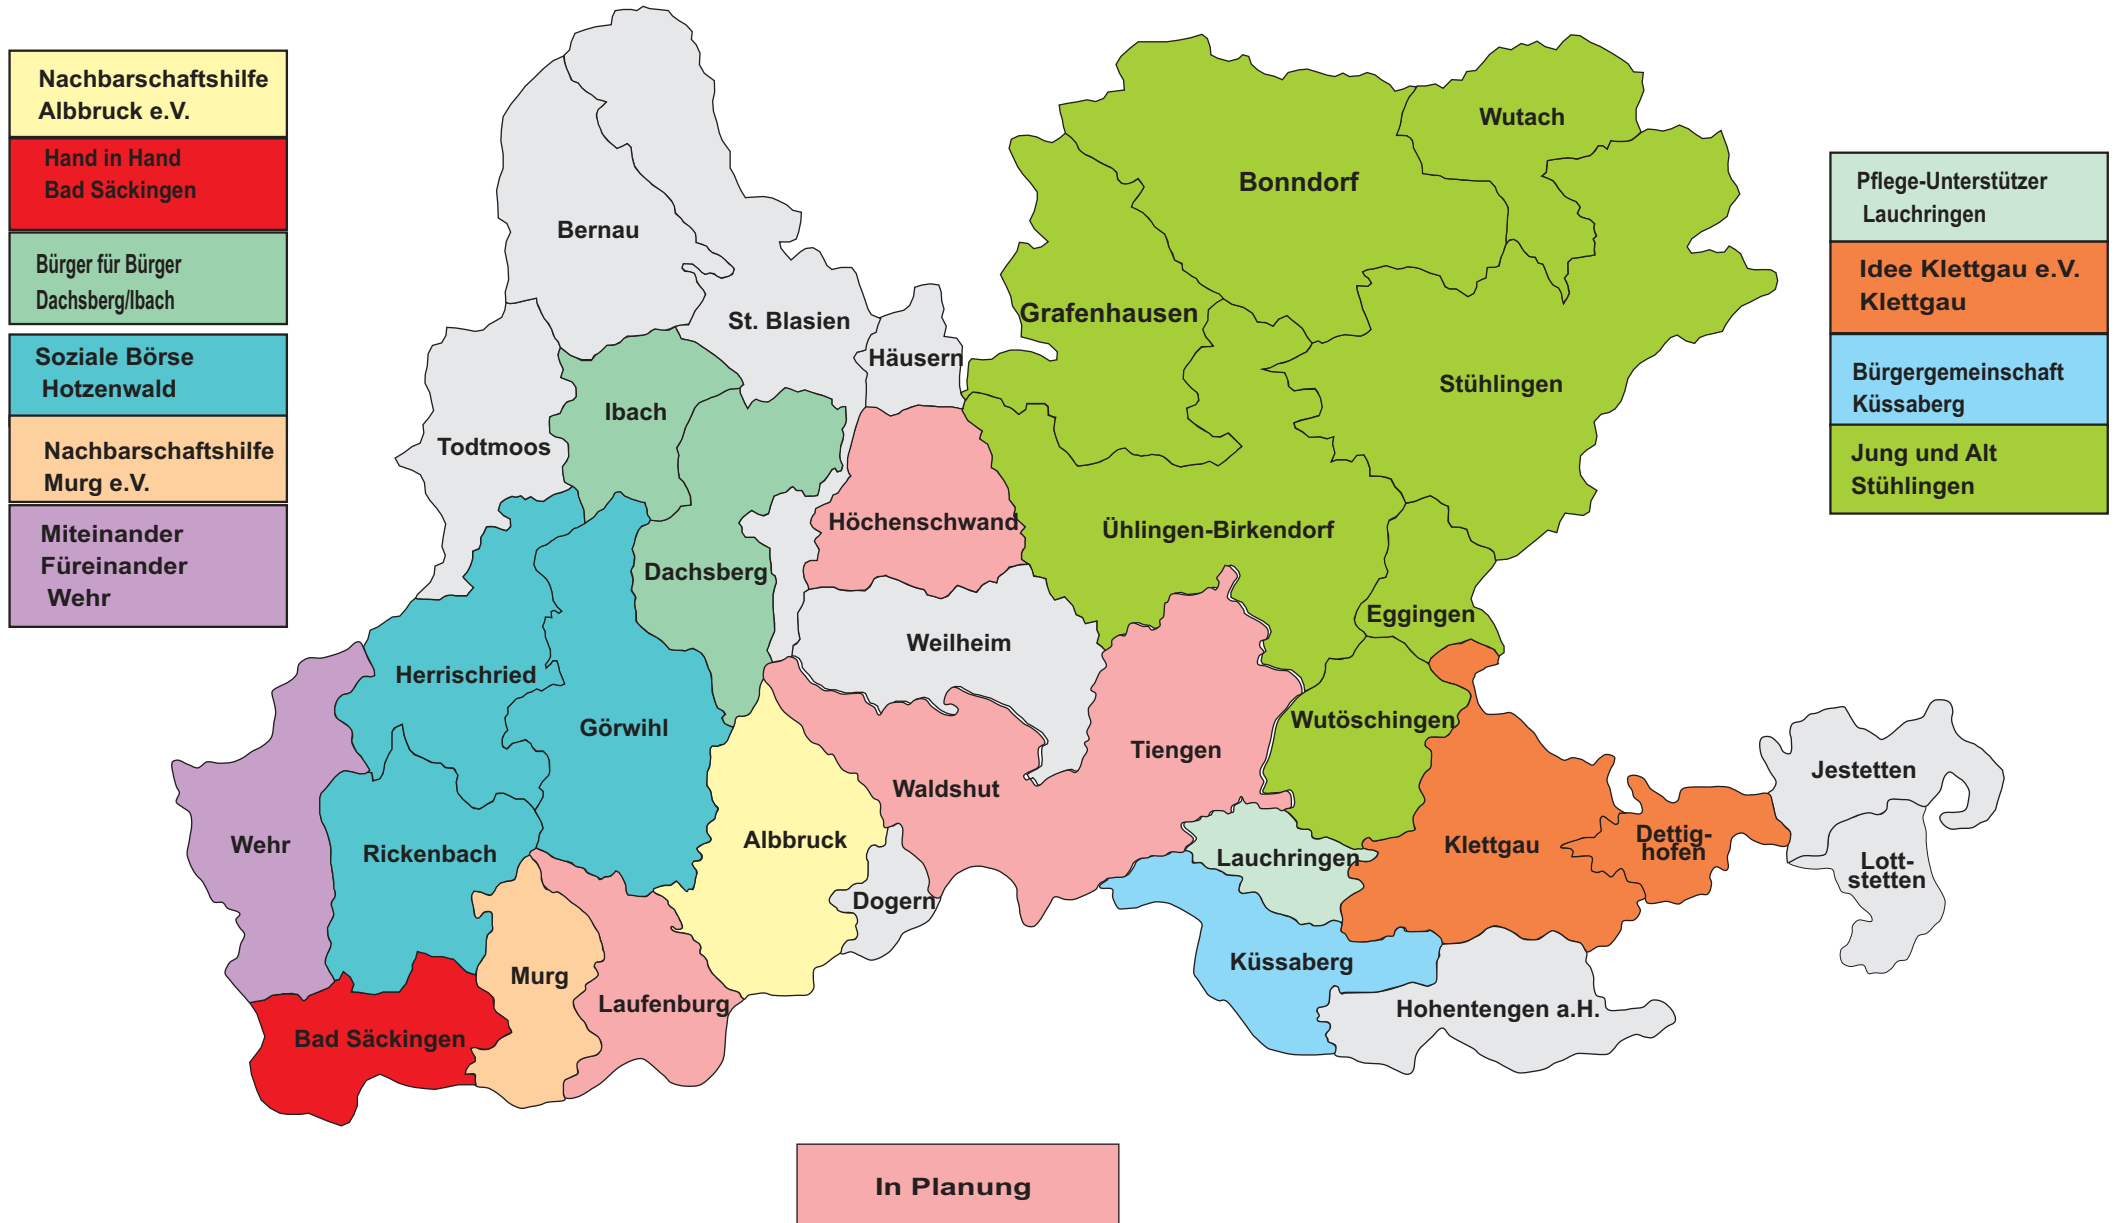 Nachbarschaftshilfe
Albbruck e.V.
Hand in Hand
Bad Säckingen
Bürger für Bürger
Dachsberg/Ibach
Soziale Börse
Hotzenwald
Nachbarschaftshilfe
Murg e.V.
Miteinander
Füreinander
Wehr
Pflege-Unterstützer
Lauchringen
Idee Klettgau e.V.
Klettgau
Bürgergemeinschaft
Küssaberg
Jung und Alt
Stühlingen
Wutach
Bonndorf
Bernau
Grafenhausen
St. Blasien
Häusern
Stühlingen
Ibach
Todtmoos
Höchenschwand
Ühlingen-Birkendorf
Dachsberg
Eggingen
Weilheim
Herrischried
Görwihl
Wutöschingen
Tiengen
Jestetten
Waldshut
Wehr
Rickenbach
Albbruck
Lauchringen
Klettgau
Dettig-
hofen
Lott-
stetten
Dogern
Küssaberg
Murg
Laufenburg
Hohentengen a.H.
Bad Säckingen
In Planung